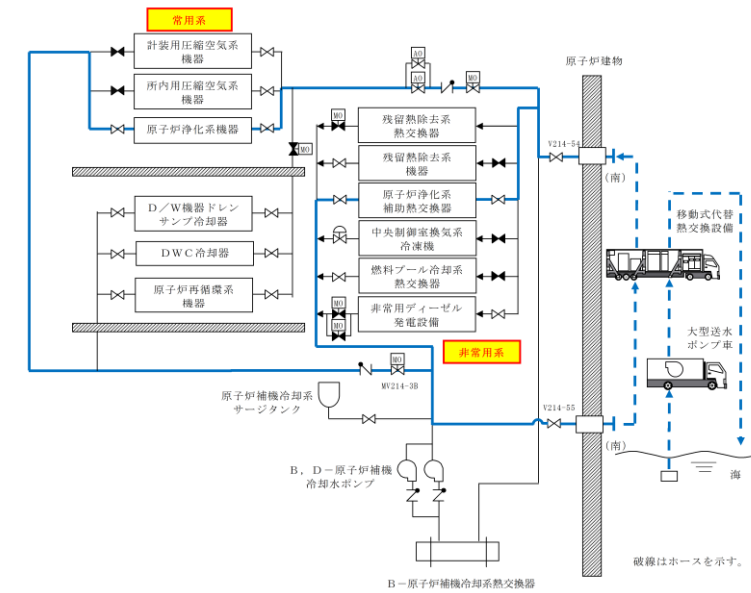 常用系
計装用圧縮空気系
機器
所内用圧縮空気系
機器
原子炉浄化系機器
D/W機器ドレン
サンプ冷却器
DWC冷却器
原子炉再循環系
機器
AO
AO
MO
MO
MO
残留熱除去系
熱交換器
残留熱除去系
機器
原子炉浄化系
補助熱交換器
中央制御室換気系
冷凍機
燃料プール冷却系
熱交換器
MO
MO
非常用ディーゼル
発電設備
非常用系
MO
MV214-3B
原子炉補機冷却系
サージタンク
B,D-原子炉補機
冷却水ポンプ
B-原子炉補機冷却系熱交換器
原子炉建物
V214-54
(南)
移動式代替
熱交換設備
大型送水
ポンプ車
V214-55
(南)
海
破線はホースを示す。